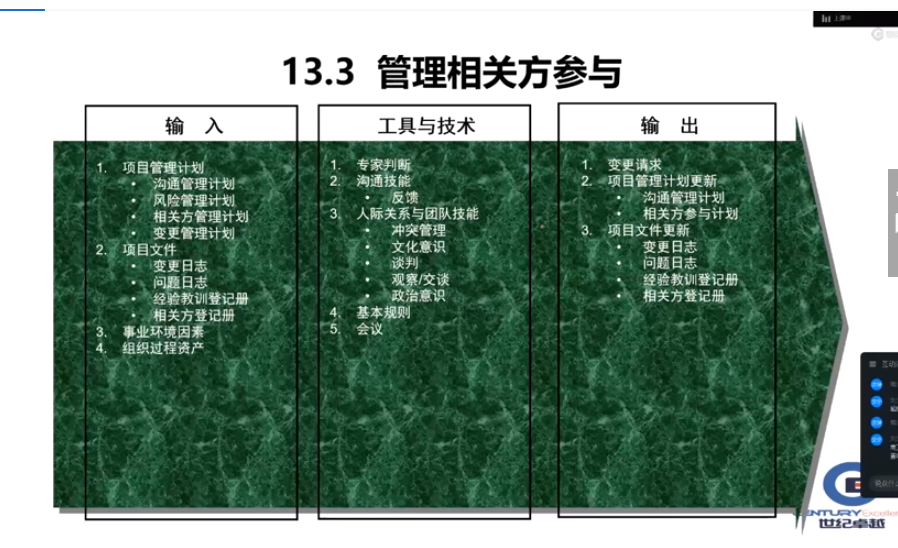 上课中
13.3 管理相关方参与
输 入
1. 项目管理计划
• 沟通管理计划
• 风险管理计划
• 相关方管理计划
• 变更管理计划
2. 项目文件
• 变更日志
• 问题日志
• 经验教训登记册
• 相关方登记册
3. 事业环境因素
4. 组织过程资产
工具与技术
1. 专家判断
2. 沟通技能
• 反馈
3. 人际关系与团队技能
• 冲突管理
• 文化意识
• 谈判
• 观察/交谈
• 政治意识
4. 基本规则
5. 会议
输 出
1. 变更请求
2. 项目管理计划更新
• 沟通管理计划
• 相关方参与计划
3. 项目文件更新
• 变更日志
• 问题日志
• 经验教训登记册
• 相关方登记册
互动
ENTURY Excellen
世纪卓越